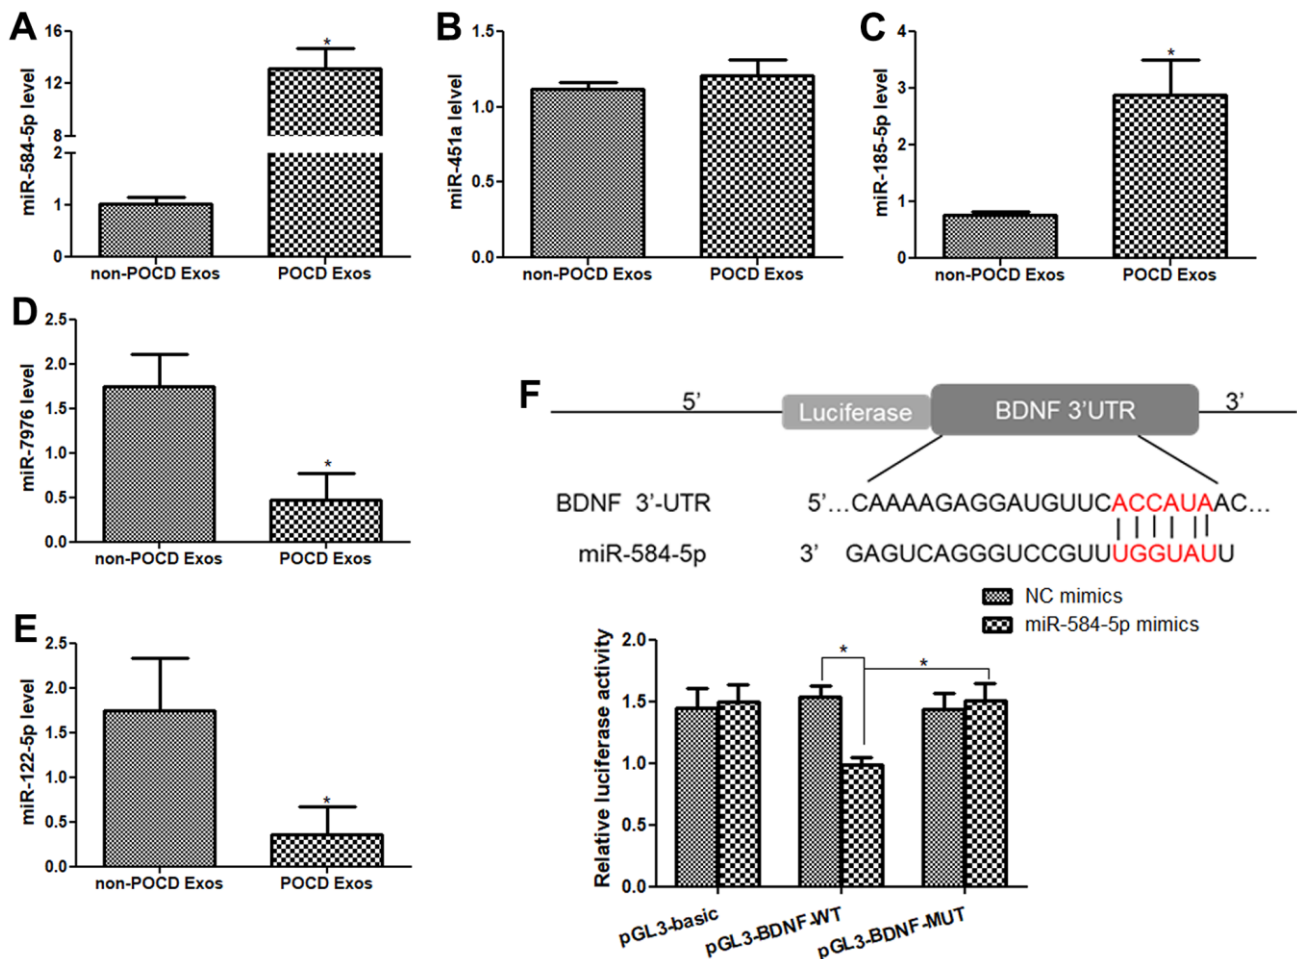 A
miR-584-5p level
16
12
8
2
1
0
*
non-POCD Exos
POCD Exos
B
miR-451a lelvel
1.5
1.0
0.5
0.0
non-POCD Exos
POCD Exos
C
miR-185-5p level
4
3
2
1
0
*
non-POCD Exos
POCD Exos
D
miR-7976 level
2.5
2.0
1.5
1.0
0.5
0.0
*
non-POCD Exos
POCD Exos
E
miR-122-5p level
2.5
2.0
1.5
1.0
0.5
0.0
*
non-POCD Exos
POCD Exos
F
5’
Luciferase
BDNF 3’UTR
3’
BDNF 3’-UTR 5’...CAAAAGAGGAUGUUCACCAUAAC...
miR-584-5p 3’ GAGUCAGGGUCCGUUUGGUAUU
NC mimics
miR-584-5p mimics
Relative luciferase activity
2.0
1.5
1.0
0.5
0.0
*
*
pGL3-basic
pGL3-BDNF-WT
pGL3-BDNF-MUT